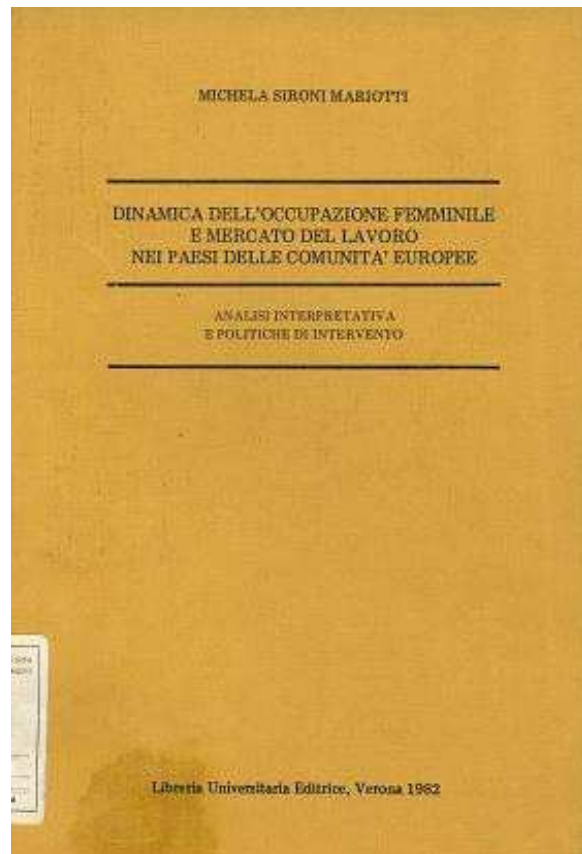 MICHELA SIRONI MARIOTTI
DINAMICA DELL'OCCUPAZIONE FEMMINILE
E MERCATO DEL LAVORO
NEI PAESI DELLE COMUNITA' EUROPEE
ANALISI INTERPRETATIVA
E POLITICHE DI INTERVENTO
Libreria Universitaria Editrice, Verona 1982